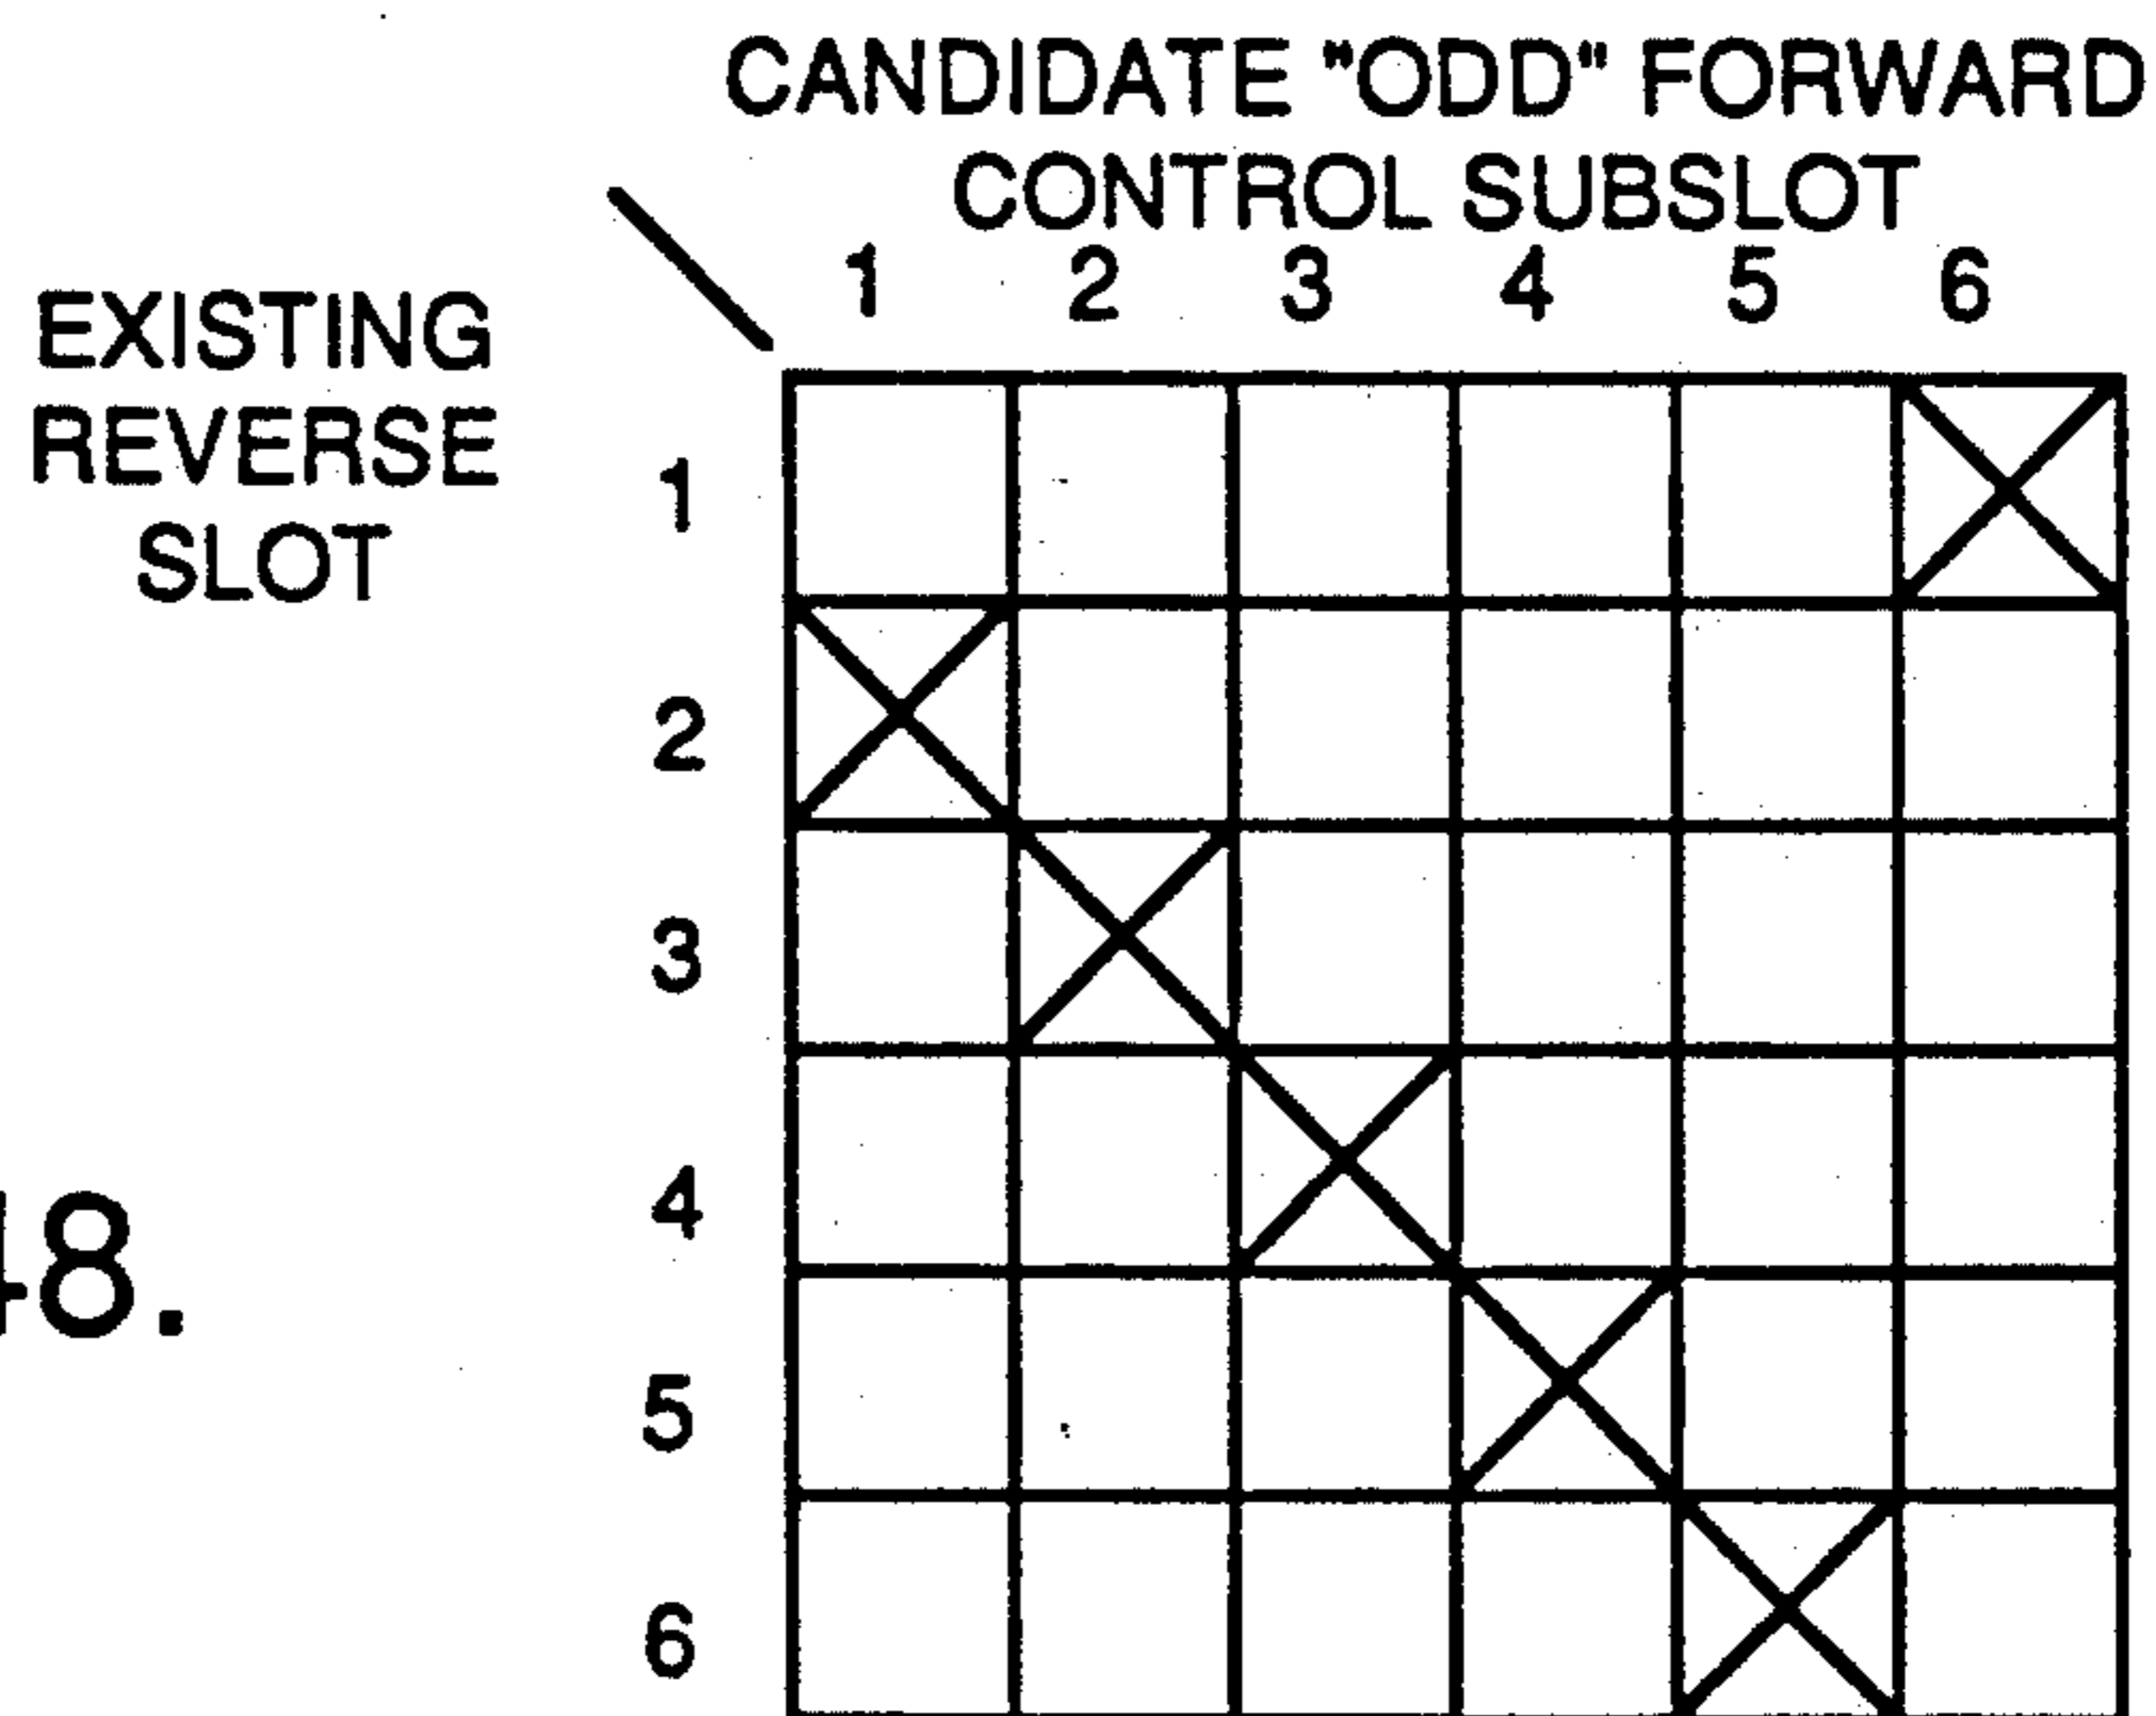 CANDIDATE "ODD" FORWARD
CONTROL SUBSLOT
1 2 3 4 5 6
EXISTING
REVERSE
SLOT
1
2
3
4
5
6
48.